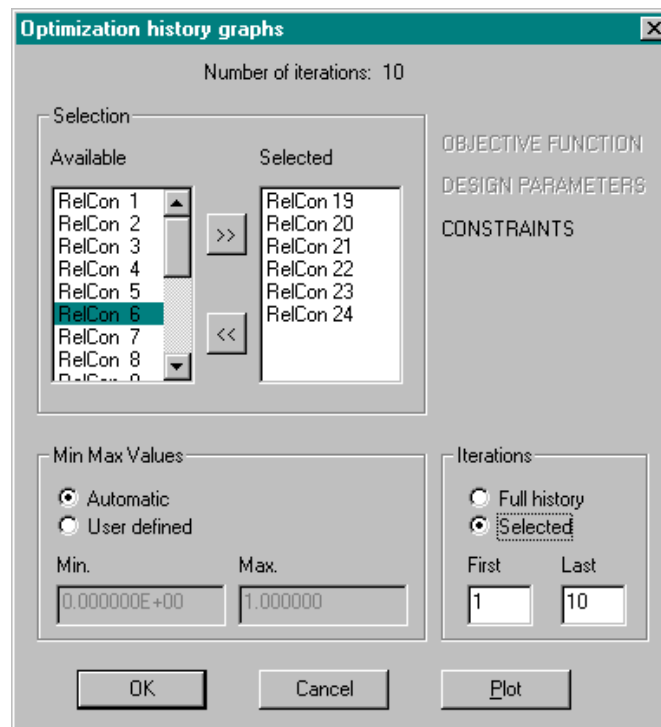 Optimization history graphs
Number of iterations: 10
Selection
Available
Selected
RelCon 1
RelCon 2
RelCon 3
RelCon 4
RelCon 5
RelCon 6
RelCon 7
RelCon 8
>>
<<
RelCon 19
RelCon 20
RelCon 21
RelCon 22
RelCon 23
RelCon 24
OBJECTIVE FUNCTION
DESIGN PARAMETERS
CONSTRAINTS
Min Max Values
Automatic
User defined
Min.
Max.
0.000000E+00
1.000000
Iterations
Full history
Selected
First
Last
1
10
OK
Cancel
Plot